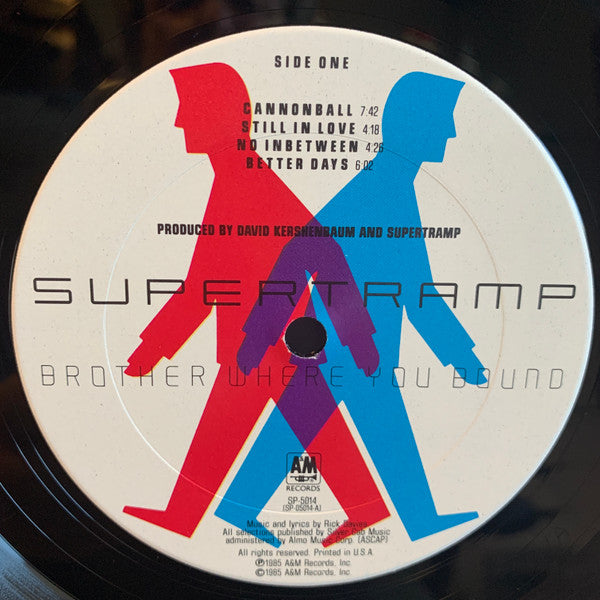 SIDE ONE
CANNONBALL 7:42
STILL IN LOVE 4:18
NO INBETWEEN 4:26
BETTER DAYS 6:02
PRODUCED BY DAVID KERSHENBAUM AND SUPERTRAMP
SUPERTRAMP
BROTHER WHERE YOU BOUND
A&M
RECORDS
SP-5014
(SP-05014-A)
Music and lyrics by Rick Davies
All selections published by Silver Cab Music
administered by Almo Music Corp. (ASCAP)
All rights reserved. Printed in U.S.A.
℗1985 A&M Records, Inc.
©1985 A&M Records, Inc.